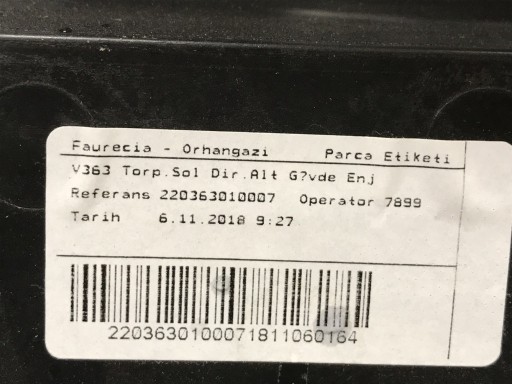 Faurecia - Orhangazi Parca Etiketi
V363 Torp.Sol Dir.Alt G?vde Enj
Referans 220363010007 Operator 7899
Tarih 6.11.2018 9:27
2203630100071811060164